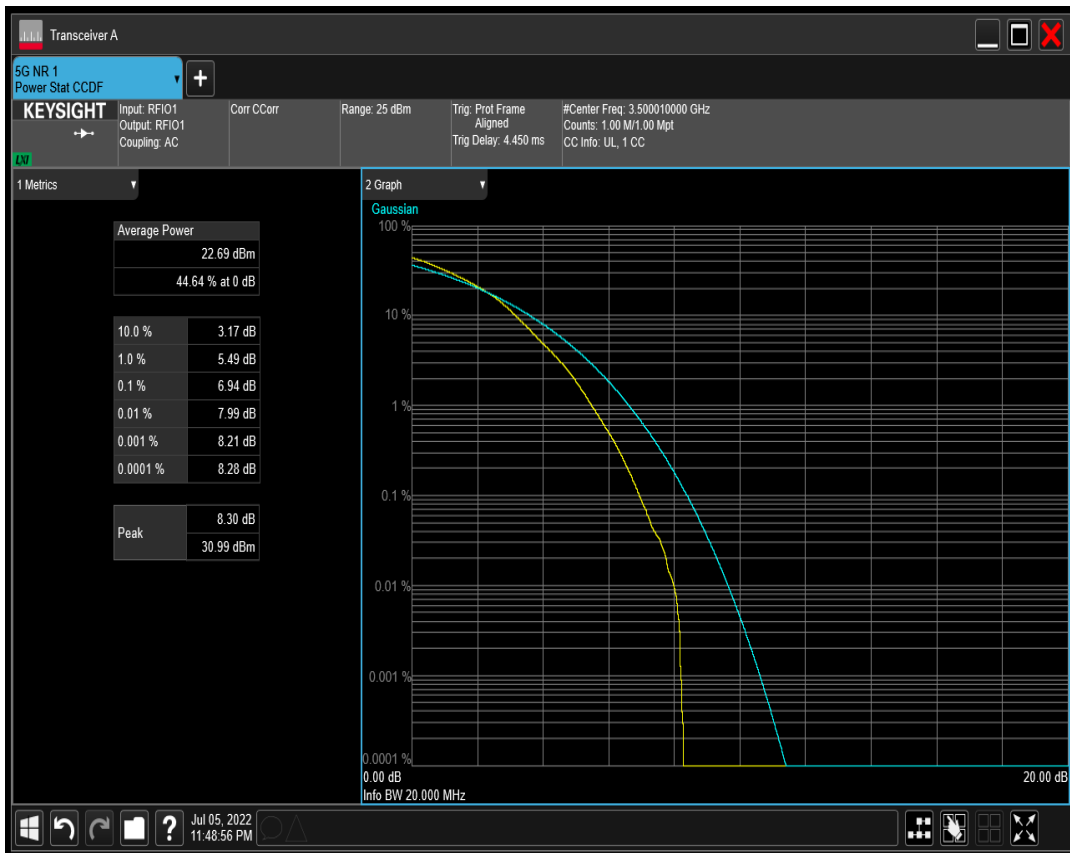 Transceiver A
5G NR 1
Power Stat CCDF
+
KEYSIGHT
LXI
Input: RFIO1
Output: RFIO1
Coupling: AC
Corr CCorr
Range: 25 dBm
Trig: Prot Frame
Aligned
Trig Delay: 4.450 ms
#Center Freq: 3.500010000 GHz
Counts: 1.00 M/1.00 Mpt
CC Info: UL, 1 CC
1 Metrics
Average Power
22.69 dBm
44.64 % at 0 dB
10.0 % 3.17 dB
1.0 % 5.49 dB
0.1 % 6.94 dB
0.01 % 7.99 dB
0.001 % 8.21 dB
0.0001 % 8.28 dB
Peak
8.30 dB
30.99 dBm
2 Graph
Gaussian
100 %
10 %
1 %
0.1 %
0.01 %
0.001 %
0.0001 %
0.00 dB 20.00 dB
Info BW 20.000 MHz
?
Jul 05, 2022
11:48:56 PM